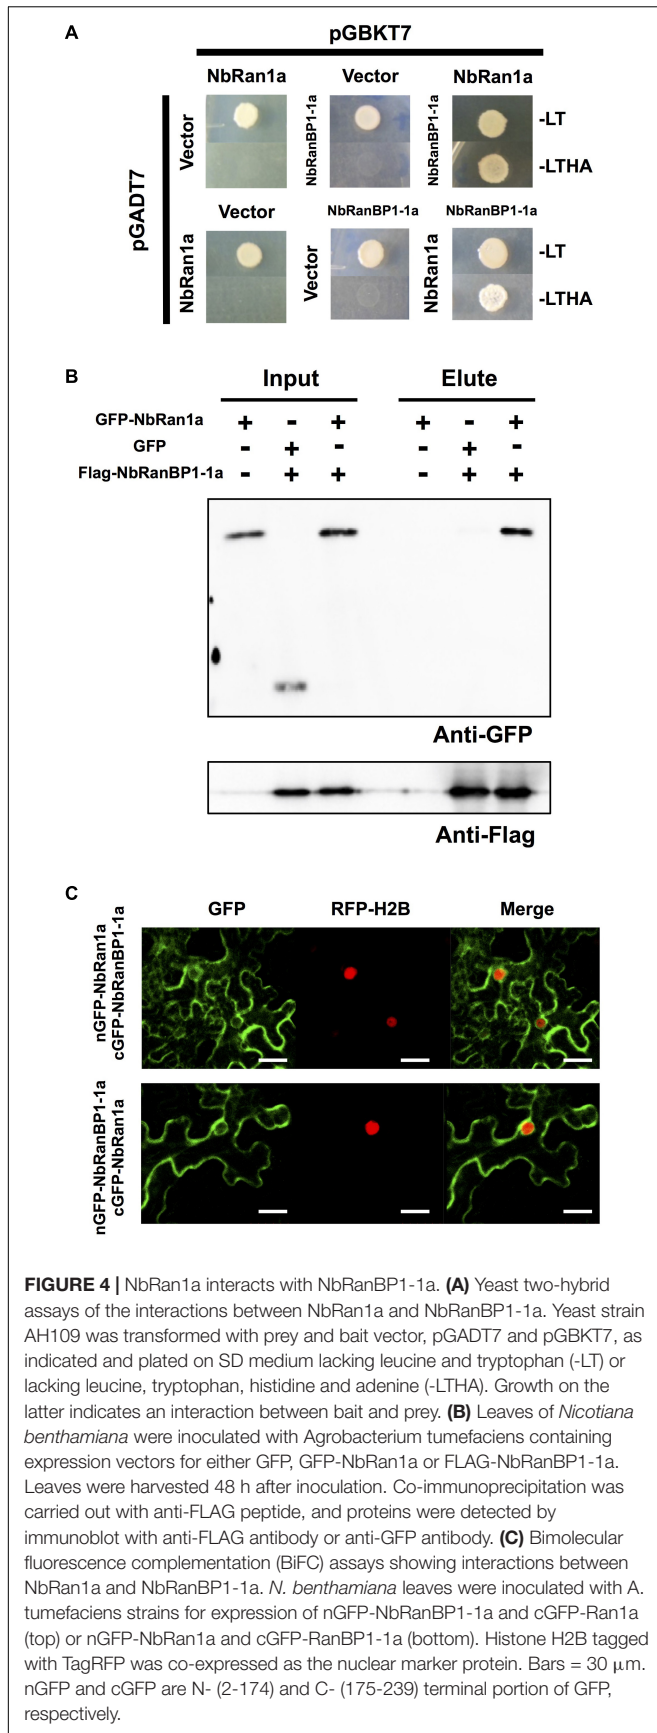 A
pGBKT7
NbRan1a Vector NbRan1a
pGADT7
Vector
NbRanBP1-1a
NbRanBP1-1a
-LT
-LTHA
Vector NbRanBP1-1a NbRanBP1-1a
NbRan1a
Vector
NbRan1a
-LT
-LTHA
B
Input Elute
GFP-NbRan1a + - + + - +
GFP - + - - + -
Flag-NbRanBP1-1a - + + - + +
Anti-GFP
Anti-Flag
C
GFP RFP-H2B Merge
nGFP-NbRan1a
cGFP-NbRanBP1-1a
nGFP-NbRanBP1-1a
cGFP-NbRan1a
FIGURE 4 | NbRan1a interacts with NbRanBP1-1a. (A) Yeast two-hybrid
assays of the interactions between NbRan1a and NbRanBP1-1a. Yeast strain
AH109 was transformed with prey and bait vector, pGADT7 and pGBKT7, as
indicated and plated on SD medium lacking leucine and tryptophan (-LT) or
lacking leucine, tryptophan, histidine and adenine (-LTHA). Growth on the
latter indicates an interaction between bait and prey. (B) Leaves of Nicotiana
benthamiana were inoculated with Agrobacterium tumefaciens containing
expression vectors for either GFP, GFP-NbRan1a or FLAG-NbRanBP1-1a.
Leaves were harvested 48 h after inoculation. Co-immunoprecipitation was
carried out with anti-FLAG peptide, and proteins were detected by
immunoblot with anti-FLAG antibody or anti-GFP antibody. (C) Bimolecular
fluorescence complementation (BiFC) assays showing interactions between
NbRan1a and NbRanBP1-1a. N. benthamiana leaves were inoculated with A.
tumefaciens strains for expression of nGFP-NbRanBP1-1a and cGFP-Ran1a
(top) or nGFP-NbRan1a and cGFP-RanBP1-1a (bottom). Histone H2B tagged
with TagRFP was co-expressed as the nuclear marker protein. Bars = 30 μm.
nGFP and cGFP are N- (2-174) and C- (175-239) terminal portion of GFP,
respectively.